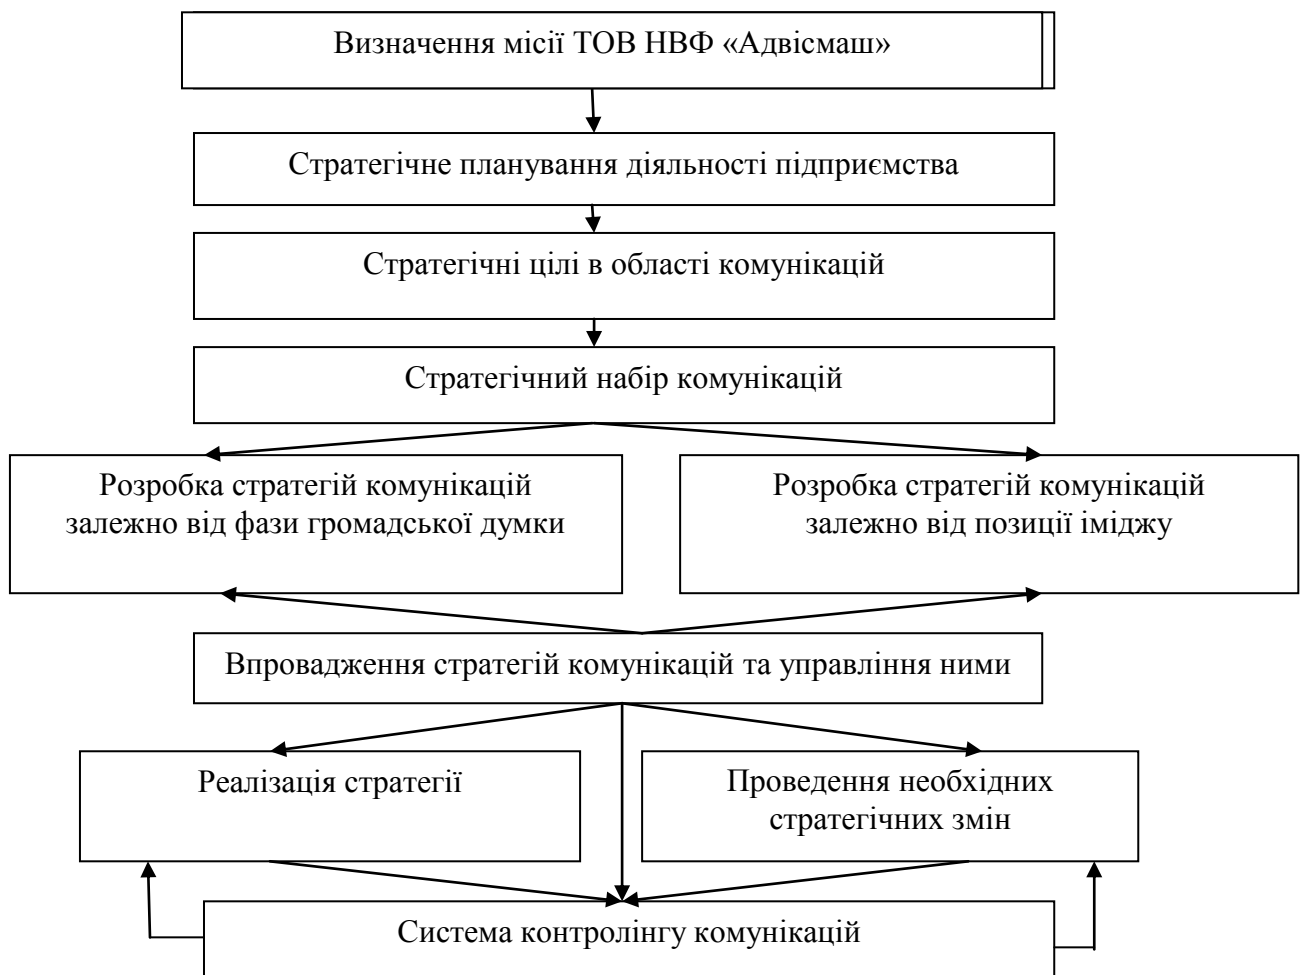 Визначення місії ТОВ НВФ «Адвісмаш»
Стратегічне планування діяльності підприємства
Стратегічні цілі в області комунікацій
Стратегічний набір комунікацій
Розробка стратегій комунікацій
залежно від фази громадської думки
Розробка стратегій комунікацій
залежно від позиції іміджу
Впровадження стратегій комунікацій та управління ними
Реалізація стратегії
Проведення необхідних
стратегічних змін
Система контролінгу комунікацій